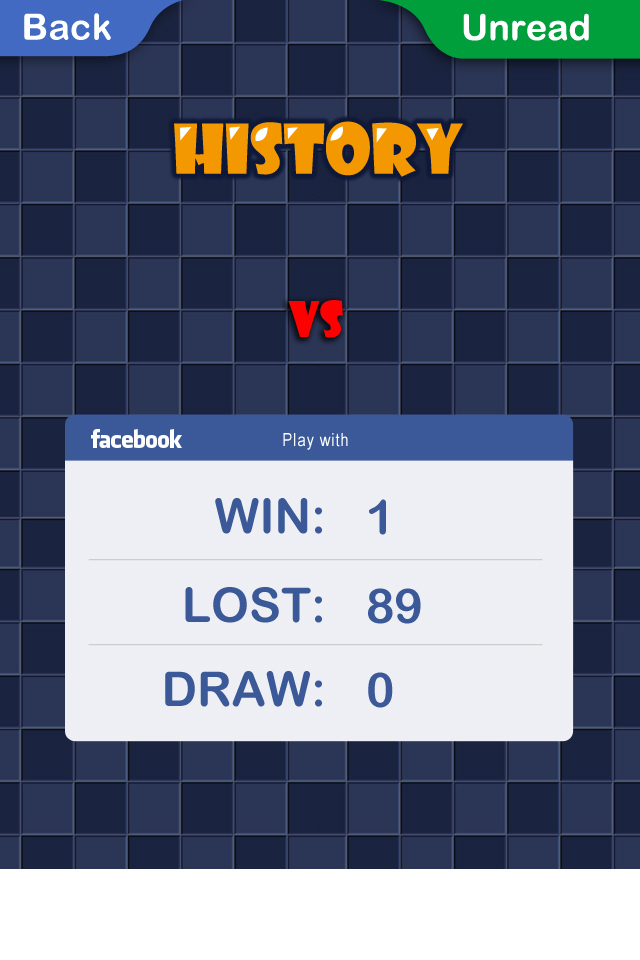 Back
Unread
HISTORY
VS
facebook
Play with
WIN: 1
LOST: 89
DRAW: 0